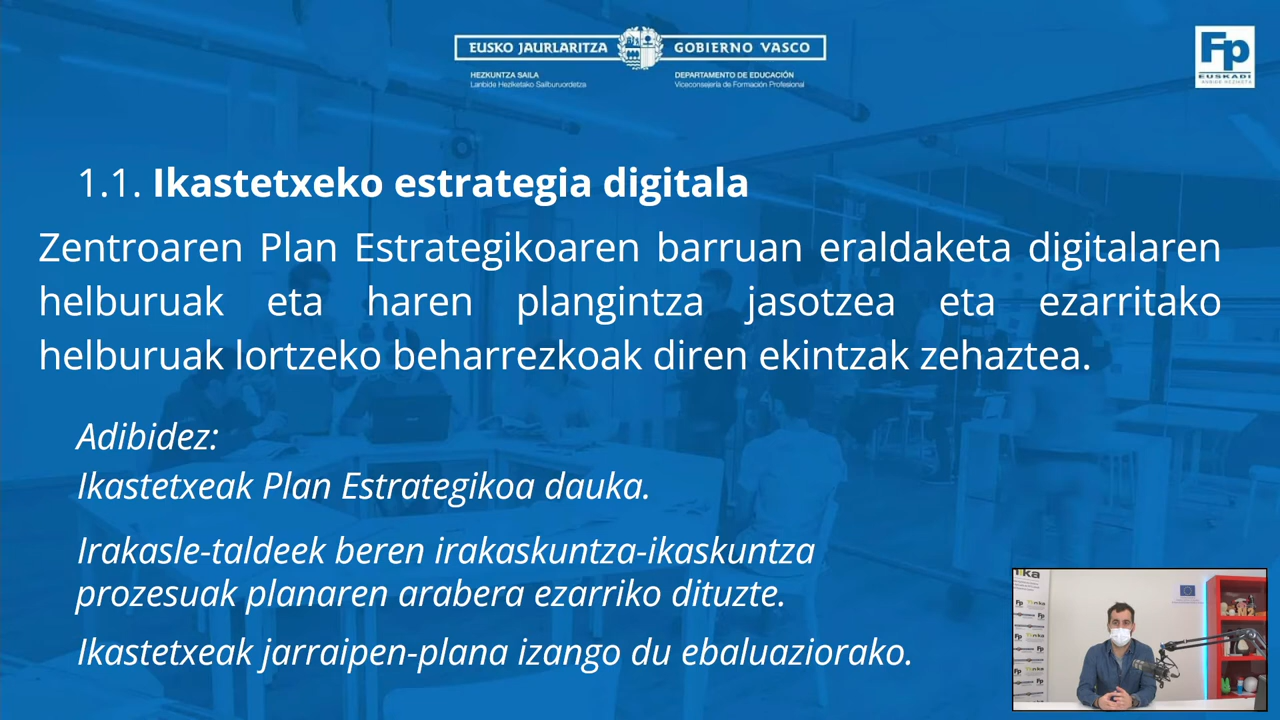 EUSKO JAURLARITZA
GOBIERNO VASCO
HEZKUNTZA SAILA
Lanbide Heziketako Sailburuordetza
DEPARTAMENTO DE EDUCACIÓN
Viceconsejería de Formación Profesional
Fp
EUSKADI
LANBIDE HEZIKETA
1.1. Ikastetxeko estrategia digitala
Zentroaren Plan Estrategikoaren barruan eraldaketa digitalaren
helburuak eta haren plangintza jasotzea eta ezarritako
helburuak lortzeko beharrezkoak diren ekintzak zehaztea.
Adibidez:
Ikastetxeak Plan Estrategikoa dauka.
Irakasle-taldeek beren irakaskuntza-ikaskuntza
prozesuak planaren arabera ezarriko dituzte.
Ikastetxeak jarraipen-plana izango du ebaluaziorako.